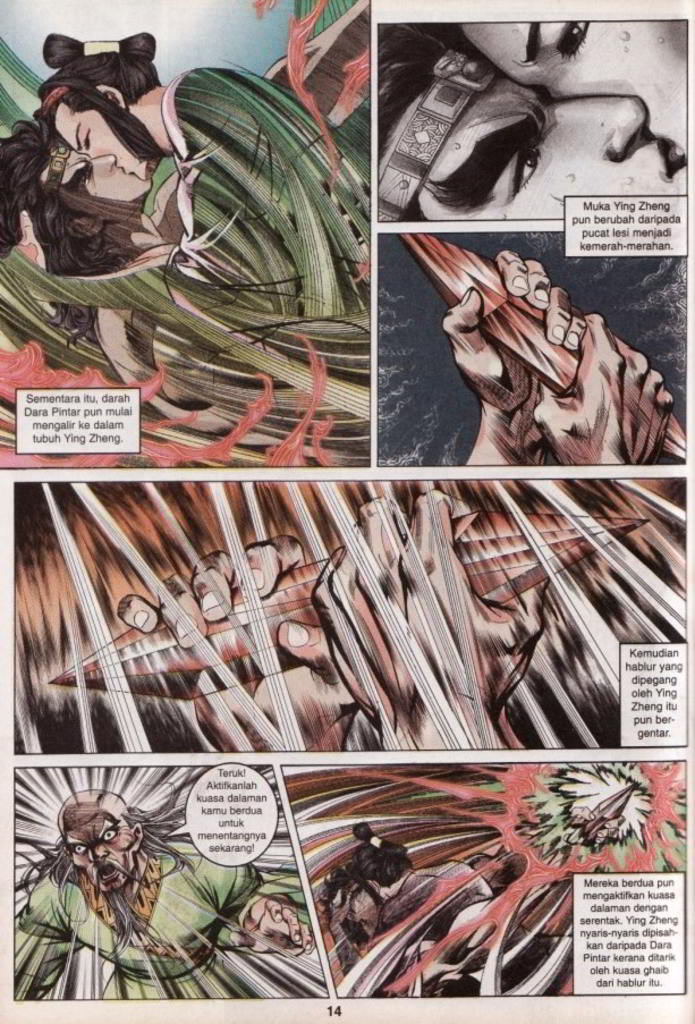 Sementara itu, darah
Dara Pintar pun mulai
mengalir ke dalam
tubuh Ying Zheng.
Muka Ying Zheng
pun berubah daripada
pucat lesi menjadi
kemerah-merahan.
Kemudian
hablur yang
dipegang
oleh Ying
Zheng itu
pun ber-
gentar.
Teruk!
Aktifkanlah
kuasa dalaman
kamu berdua
untuk
menentangnya
sekarang!
Mereka berdua pun
mengaktifkan kuasa
dalaman dengan
serentak. Ying Zheng
nyaris-nyaris dipisah-
kan daripada Dara
Pintar kerana ditarik
oleh kuasa ghaib
dari hablur itu.
14